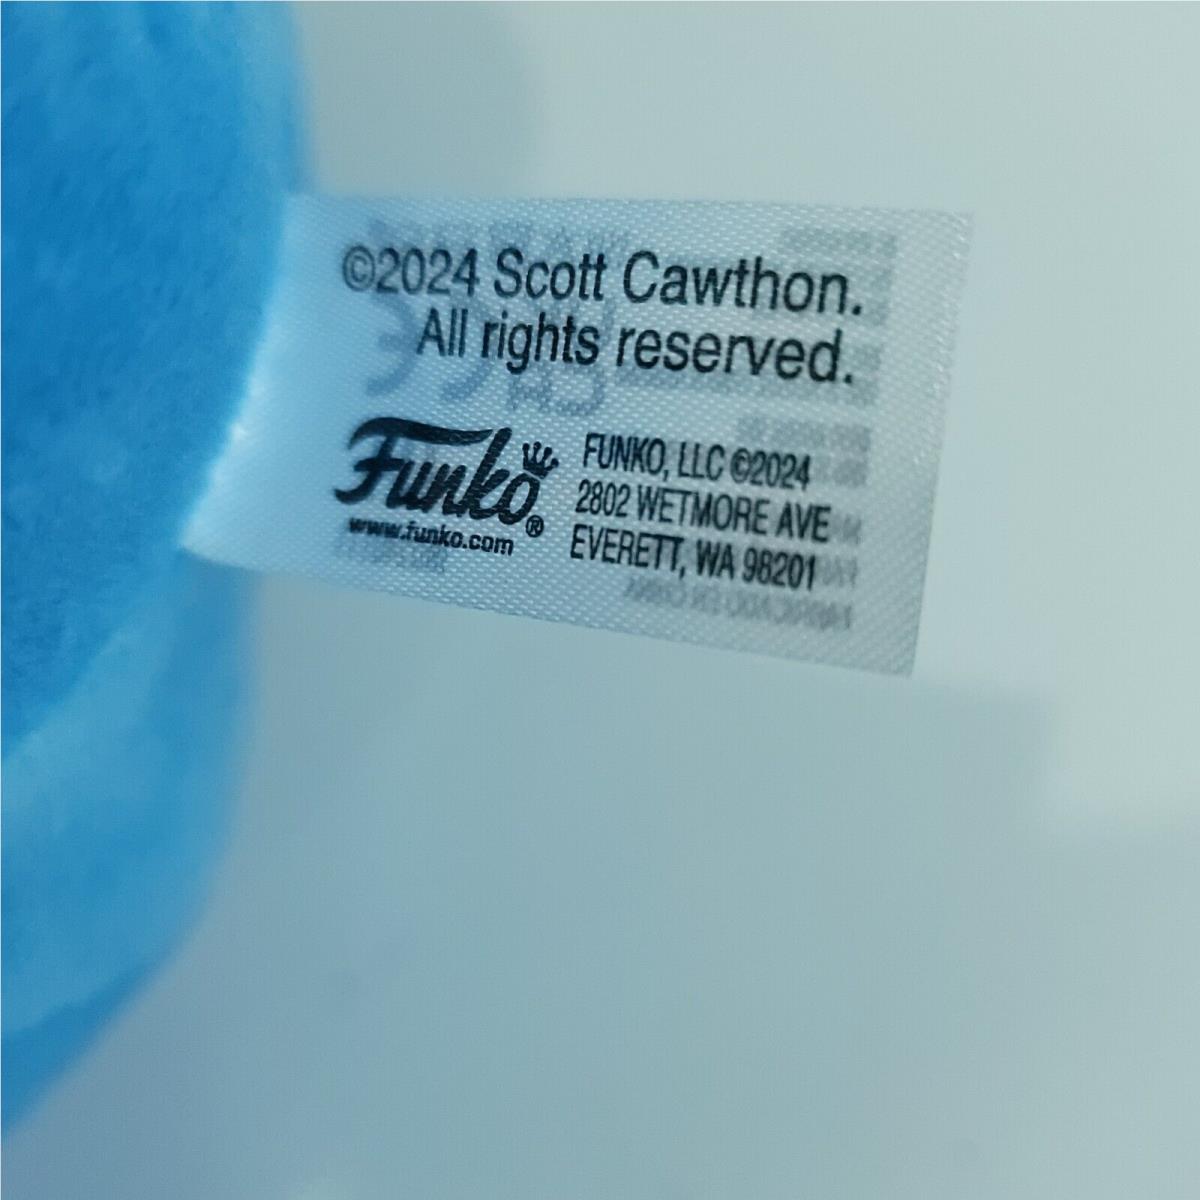 ©2024 Scott Cawthon.
All rights reserved.
Funko®
www.funko.com
FUNKO, LLC ©2024
2802 WETMORE AVE
EVERETT, WA 98201